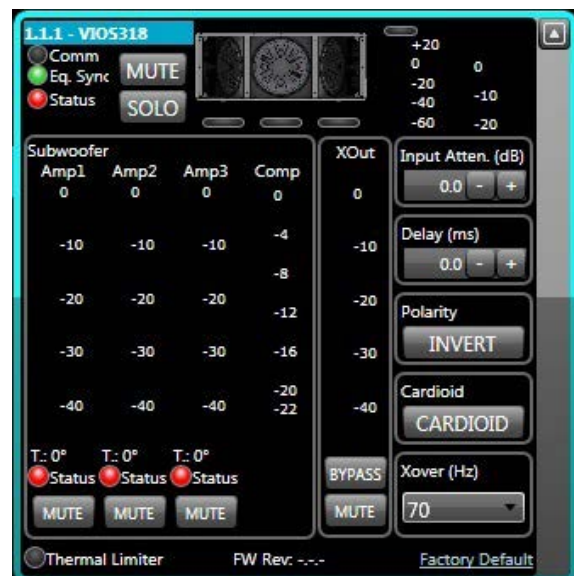 1.1.1 - VIOS318
Comm
Eq. Sync
Status
MUTE
SOLO
+20
0
-20
-40
-60
0
-10
-20
Subwoofer
Amp1 Amp2 Amp3 Comp
0 0 0 0
-10 -10 -10 -4
-8
-20 -20 -20 -12
-30 -30 -30 -16
-40 -40 -40 -20
-22
T.: 0° T.: 0° T.: 0°
Status Status Status
MUTE MUTE MUTE
XOut
0
-10
-20
-30
-40
BYPASS
MUTE
Input Atten. (dB)
0.0 - +
Delay (ms)
0.0 - +
Polarity
INVERT
Cardioid
CARDIOID
Xover (Hz)
70
Thermal Limiter FW Rev: -.-.- Factory Default